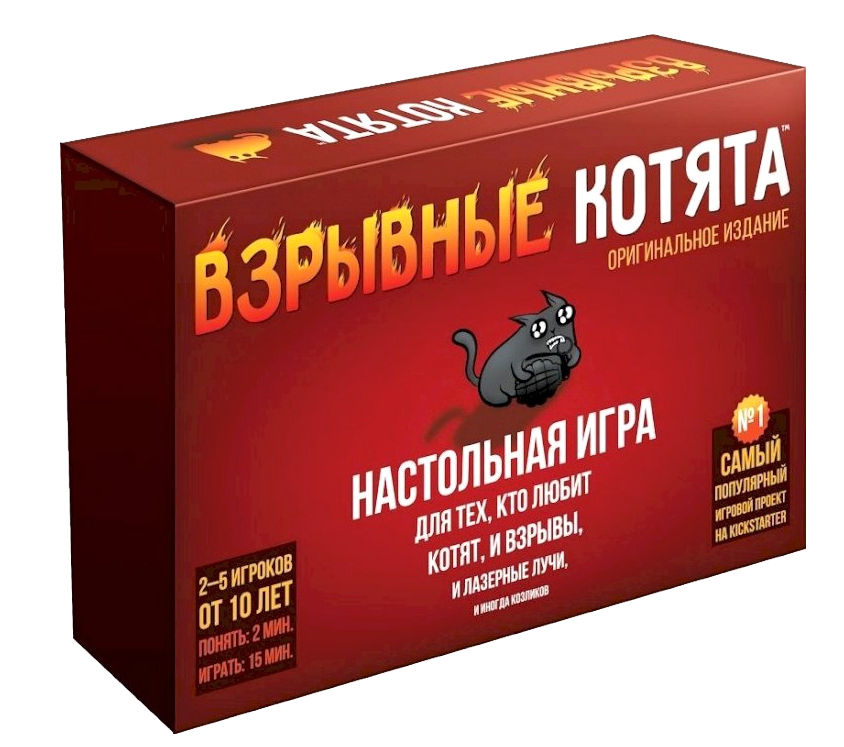 ВЗРЫВНЫЕ КОТЯТА
ВЗРЫВНЫЕ КОТЯТА™
ОРИГИНАЛЬНОЕ ИЗДАНИЕ
НАСТОЛЬНАЯ ИГРА
ДЛЯ ТЕХ, КТО ЛЮБИТ
КОТЯТ, И ВЗРЫВЫ,
И ЛАЗЕРНЫЕ ЛУЧИ,
И ИНОГДА КОЗЛИКОВ
№1
САМЫЙ
ПОПУЛЯРНЫЙ
ИГРОВОЙ ПРОЕКТ
НА KICKSTARTER
2–5 ИГРОКОВ
ОТ 10 ЛЕТ
ПОНЯТЬ: 2 МИН.
ИГРАТЬ: 15 МИН.